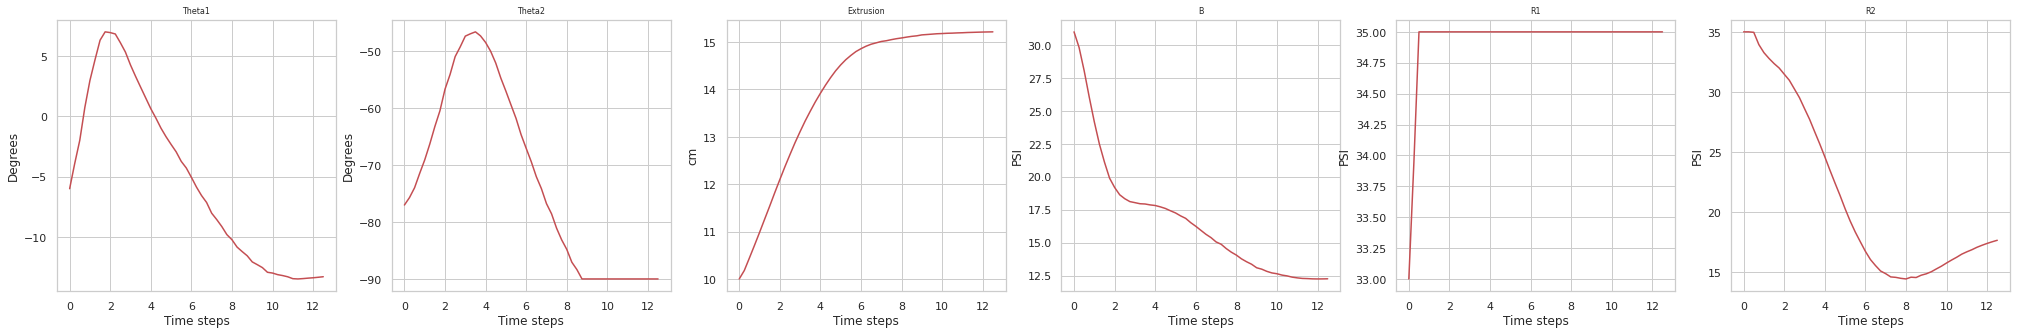 Theta1
Degrees
5
0
−5
−10
0 2 4 6 8 10 12
Time steps
Theta2
Degrees
−50
−60
−70
−80
−90
0 2 4 6 8 10 12
Time steps
Extrusion
cm
15
14
13
12
11
10
0 2 4 6 8 10 12
Time steps
B
PSI
30.0
27.5
25.0
22.5
20.0
17.5
15.0
12.5
0 2 4 6 8 10 12
Time steps
R1
PSI
35.00
34.75
34.50
34.25
34.00
33.75
33.50
33.25
33.00
0 2 4 6 8 10 12
Time steps
R2
PSI
35
30
25
20
15
0 2 4 6 8 10 12
Time steps